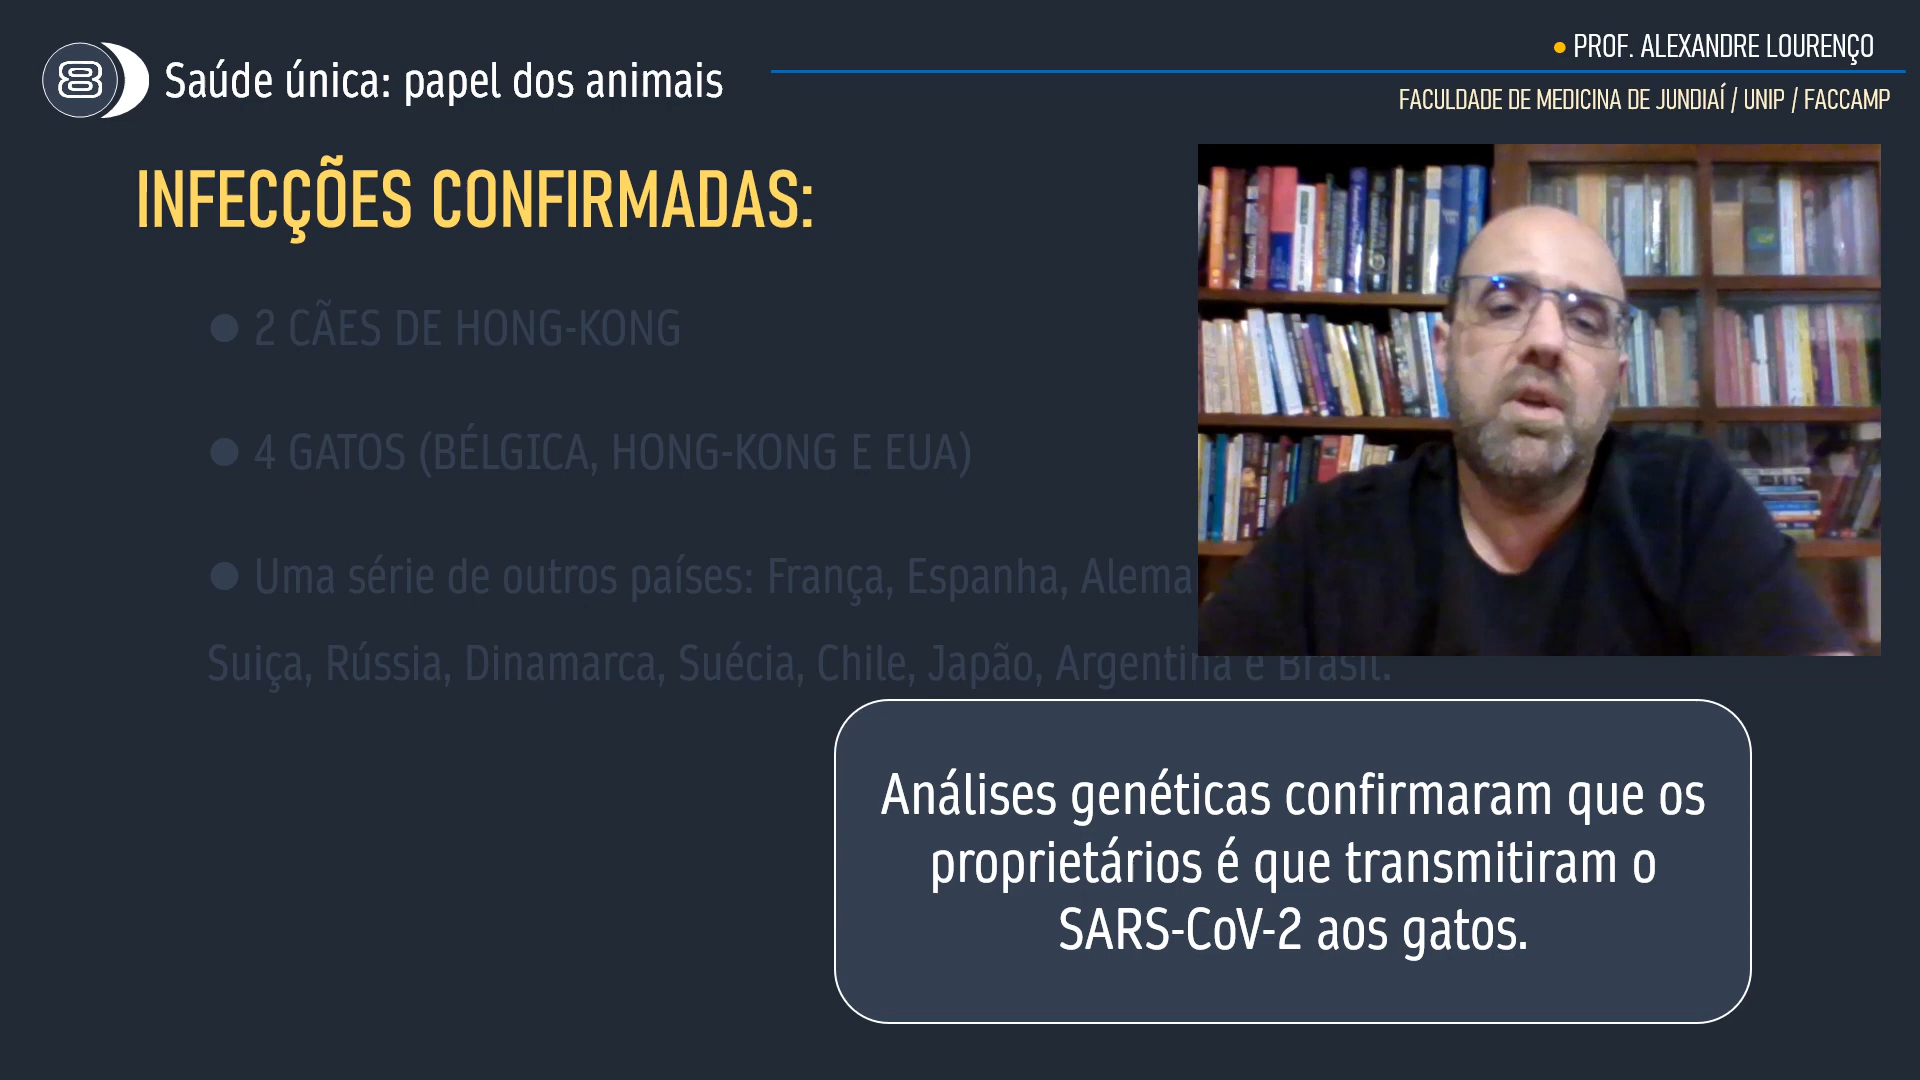 8 Saúde única: papel dos animais
PROF. ALEXANDRE LOURENÇO
FACULDADE DE MEDICINA DE JUNDIAÍ / UNIP / FACCAMP
INFECÇÕES CONFIRMADAS:
● 2 CÃES DE HONG-KONG
● 4 GATOS (BÉLGICA, HONG-KONG E EUA)
● Uma série de outros países: França, Espanha,
Suiça, Rússia, Dinamarca, Suécia, Chile, Japão, Argentina e Brasil.
Análises genéticas confirmaram que os
proprietários é que transmitiram o
SARS-CoV-2 aos gatos.